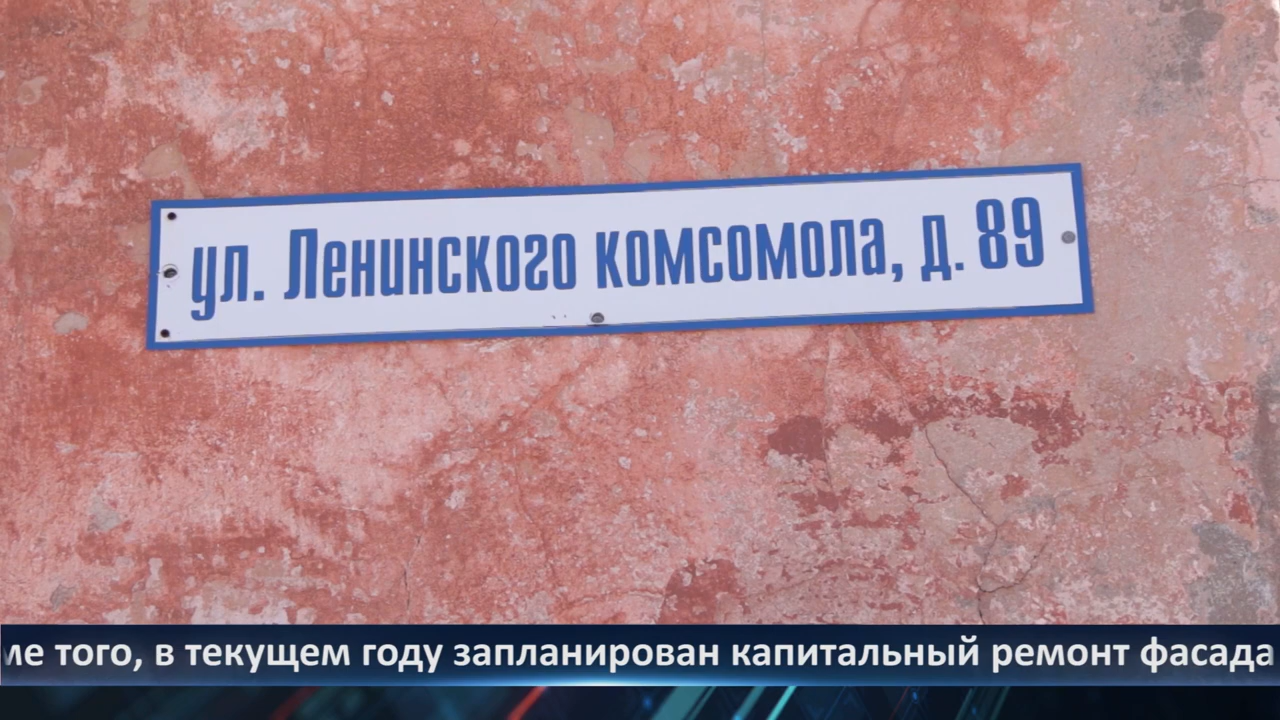 ул. Ленинского комсомола, д. 89
ме того, в текущем году запланирован капитальный ремонт фасада